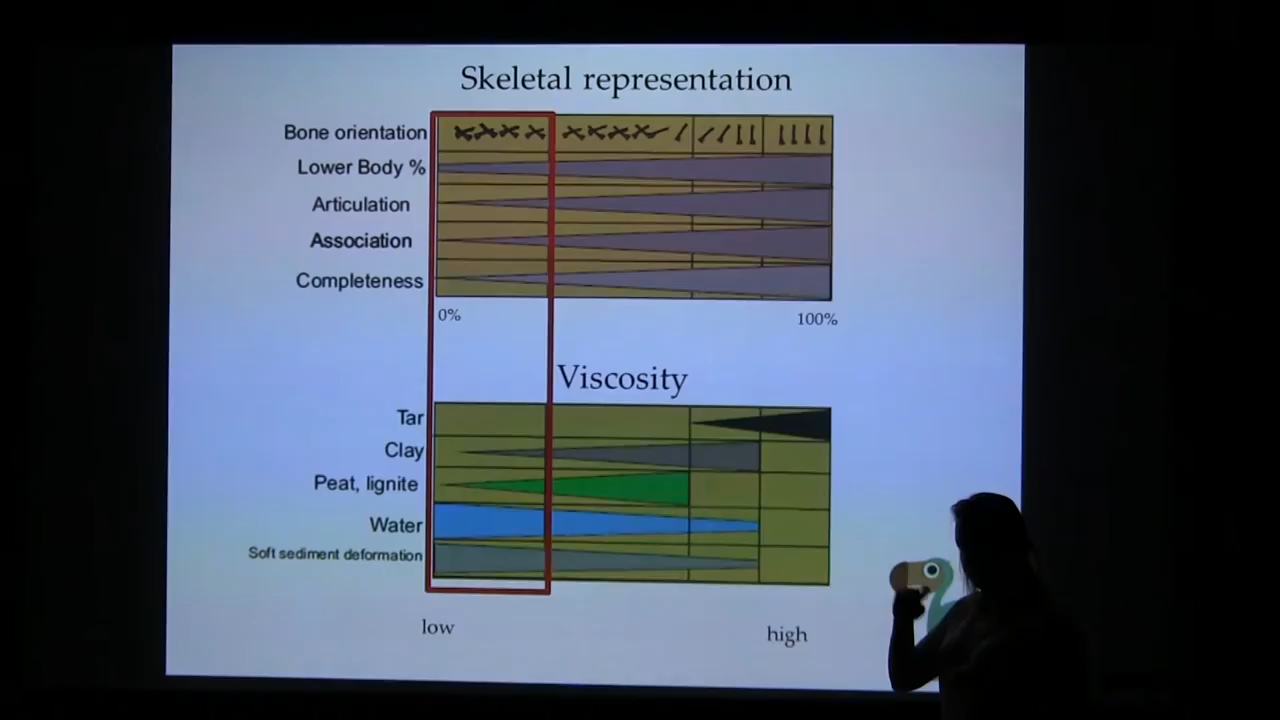 Skeletal representation
Bone orientation
Lower Body %
Articulation
Association
Completeness
0%
100%
Viscosity
Tar
Clay
Peat, lignite
Water
Soft sediment deformation
low
high